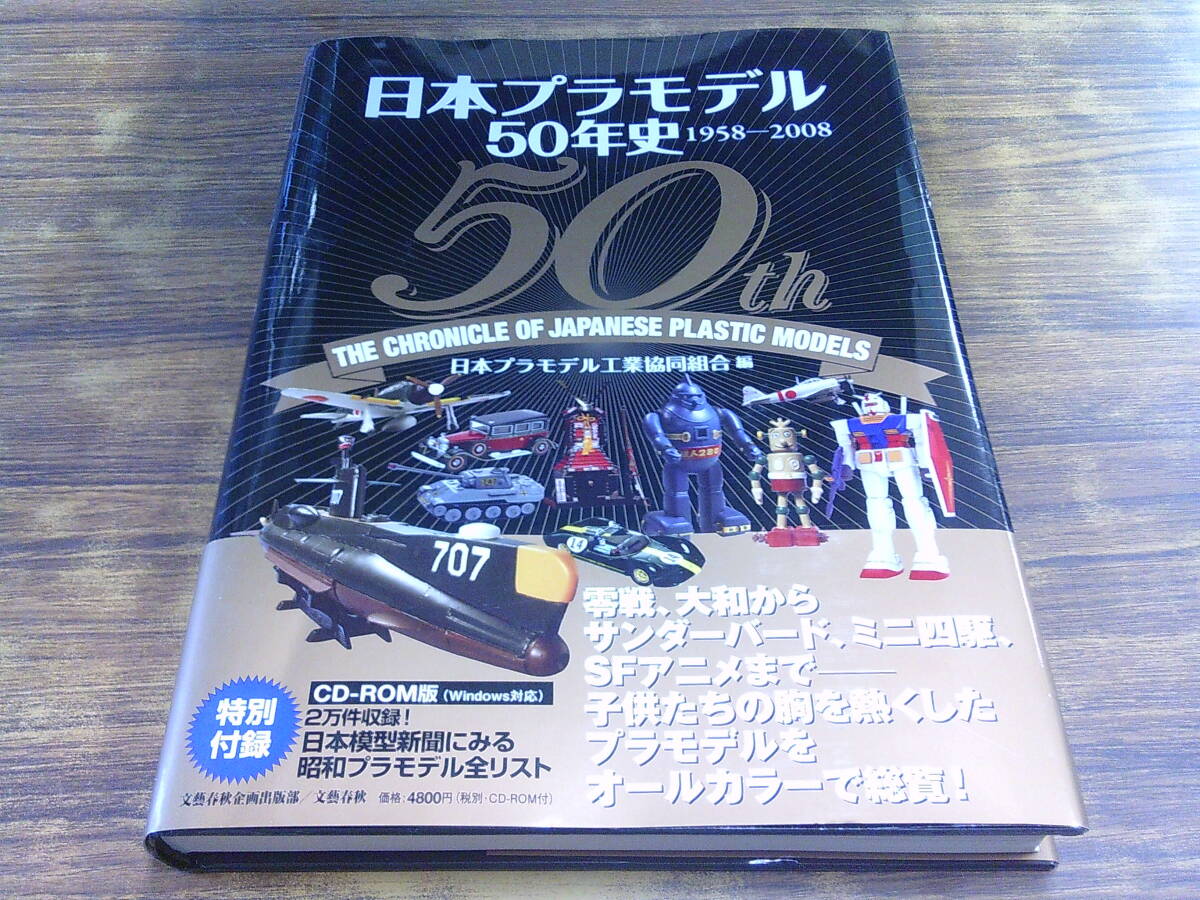 日本プラモデル
50年史 1958—2008
50th
THE CHRONICLE OF JAPANESE PLASTIC MODELS
日本プラモデル工業協同組合 編
707
14
零戦、大和から
サンダーバード、ミニ四駆、
SFアニメまで——
子供たちの胸を熱くした
プラモデルを
オールカラーで総覧!
特別
付録
CD-ROM版(Windows対応)
2万件収録!
日本模型新聞にみる
昭和プラモデル全リスト
文藝春秋企画出版部/文藝春秋 価格:4800円(税別・CD-ROM付)